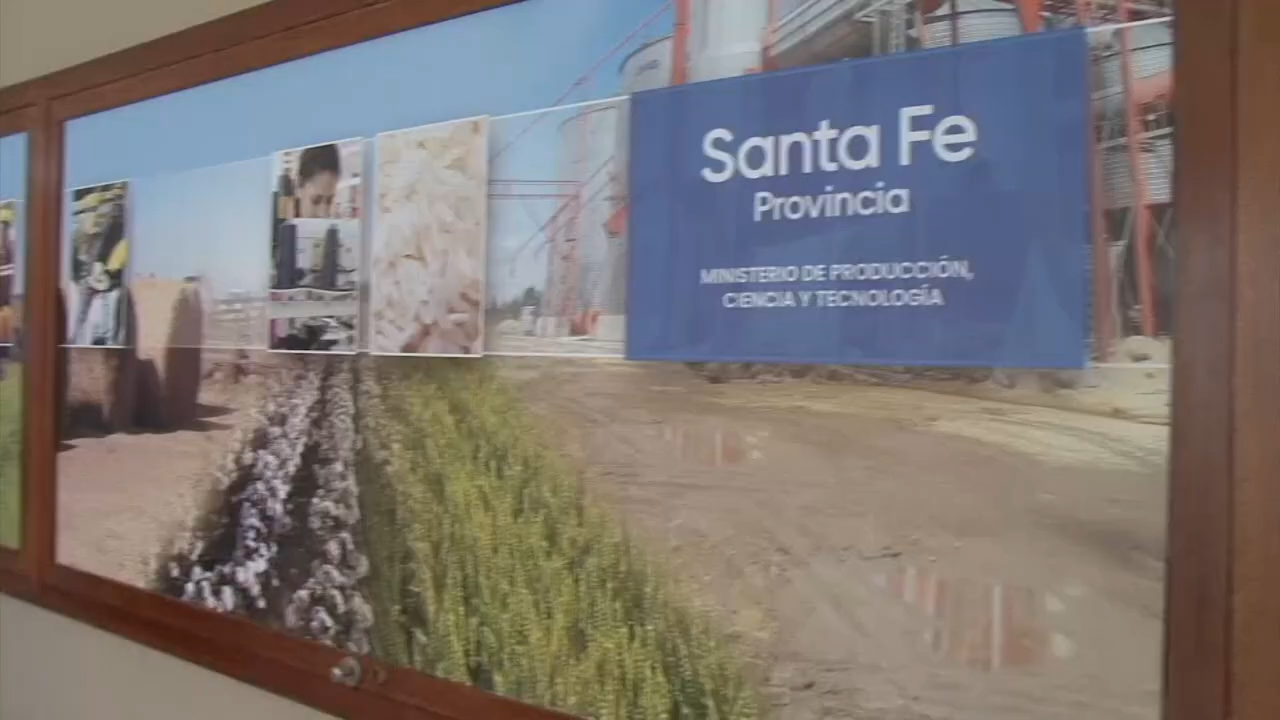 Santa Fe
Provincia
MINISTERIO DE PRODUCCIÓN,
CIENCIA Y TECNOLOGÍA